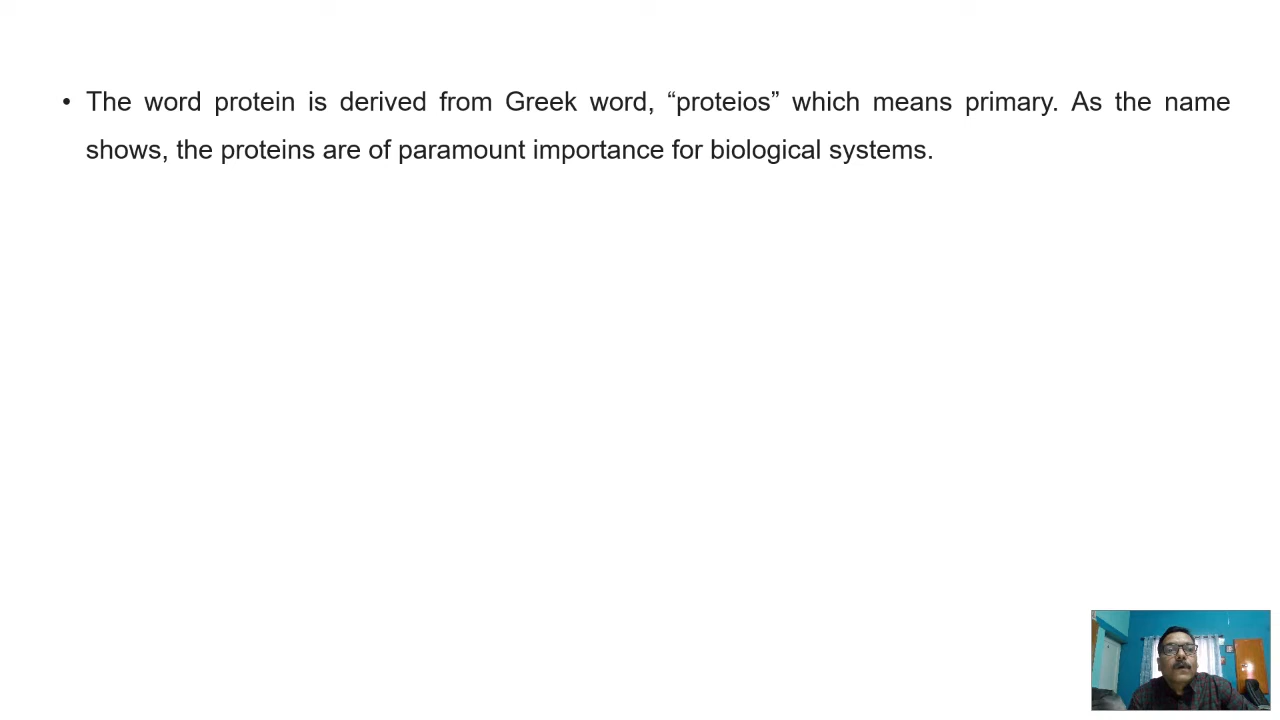 • The word protein is derived from Greek word, “proteios” which means primary. As the name
shows, the proteins are of paramount importance for biological systems.